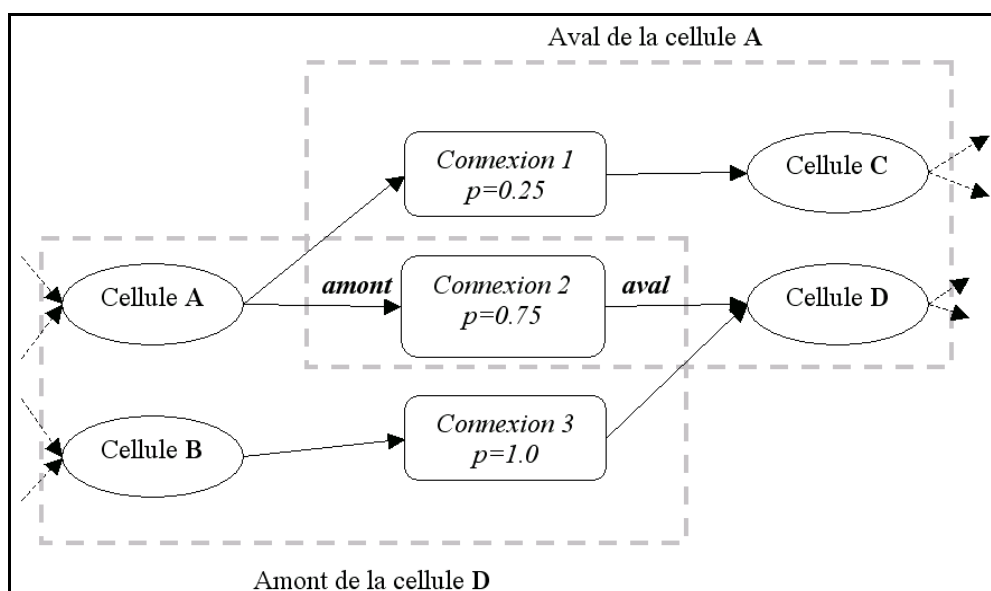 Aval de la cellule A
Connexion 1
p=0.25
Cellule C
Cellule A
amont
Connexion 2
p=0.75
aval
Cellule D
Cellule B
Connexion 3
p=1.0
Amont de la cellule D